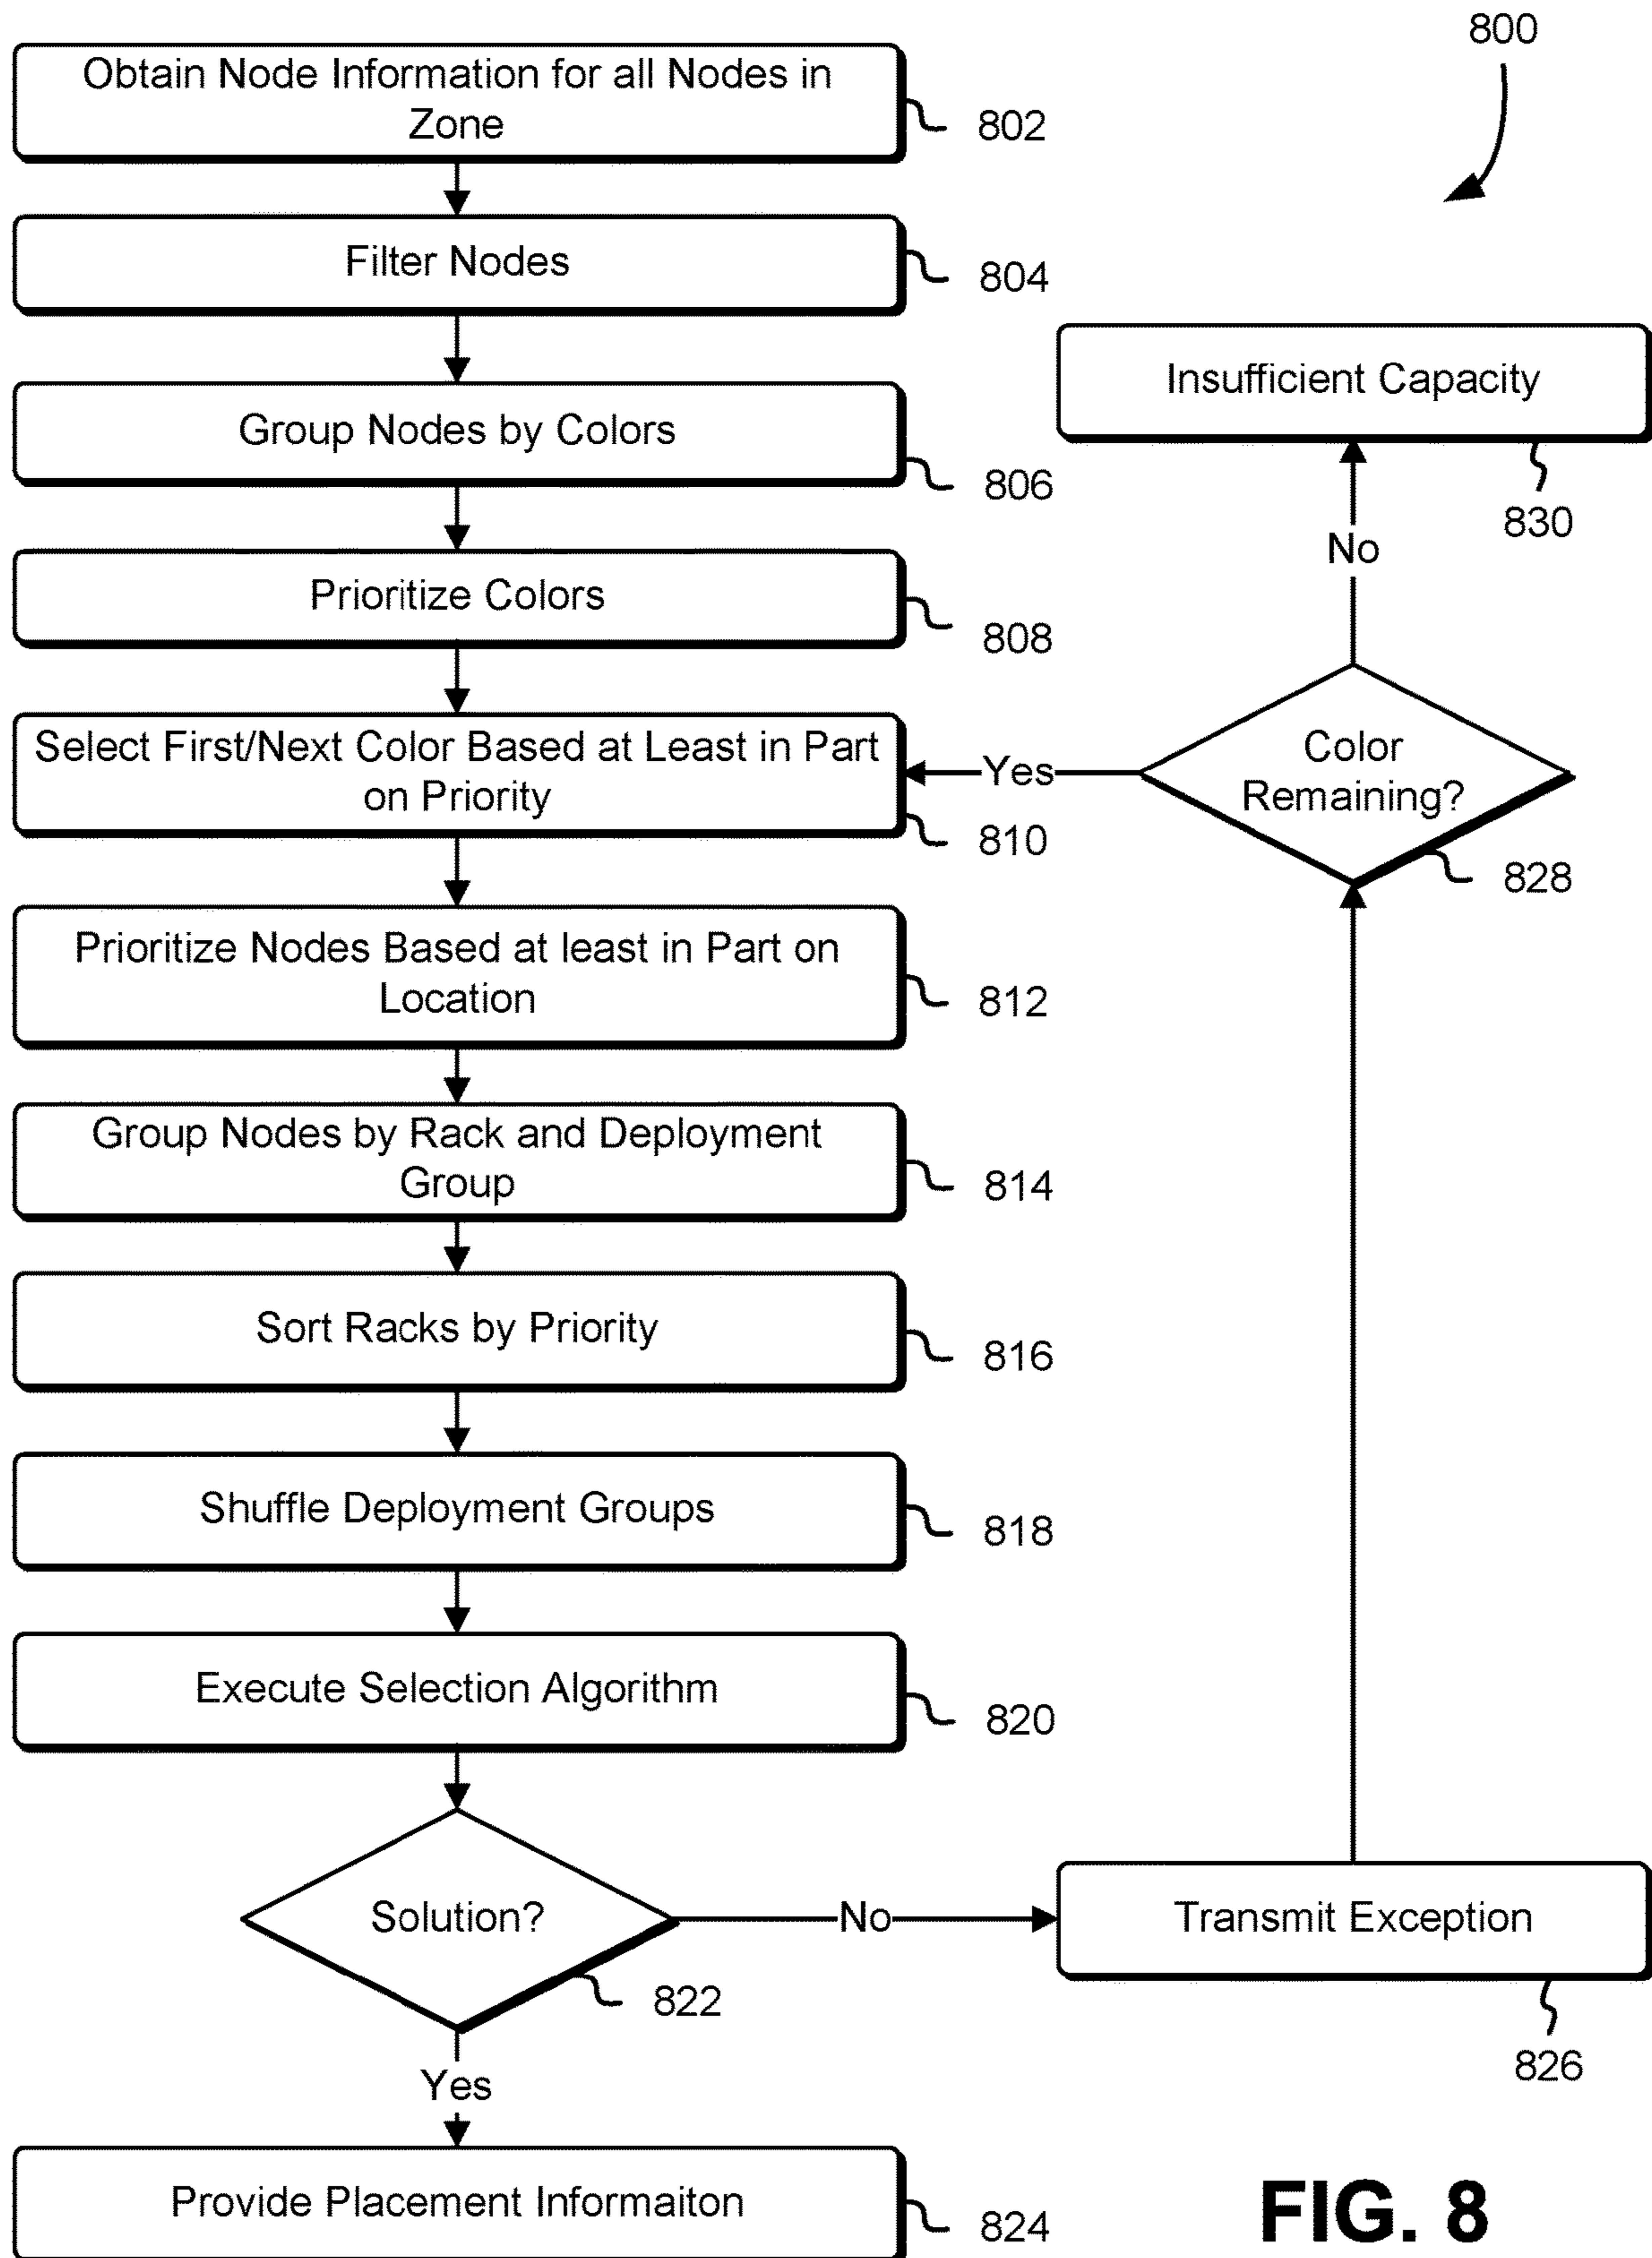 800
Obtain Node Information for all Nodes in
Zone
802
Filter Nodes
804
Group Nodes by Colors
806
Prioritize Colors
808
Select First/Next Color Based at Least in Part
on Priority
810
Prioritize Nodes Based at least in Part on
Location
812
Group Nodes by Rack and Deployment
Group
814
Sort Racks by Priority
816
Shuffle Deployment Groups
818
Execute Selection Algorithm
820
Solution?
822
Yes
Provide Placement Informaiton
824
No
Transmit Exception
826
Color
Remaining?
828
Yes
No
Insufficient Capacity
830
FIG. 8